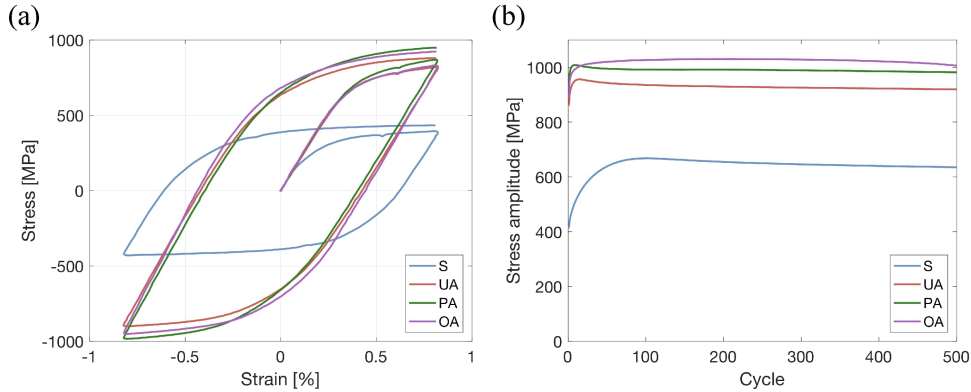 (a)
Stress [MPa]
1000
500
0
-500
-1000
-1
-0.5
0
0.5
1
Strain [%]
S
UA
PA
OA
(b)
Stress amplitude [MPa]
1000
800
600
400
200
0
0
100
200
300
400
500
Cycle
S
UA
PA
OA